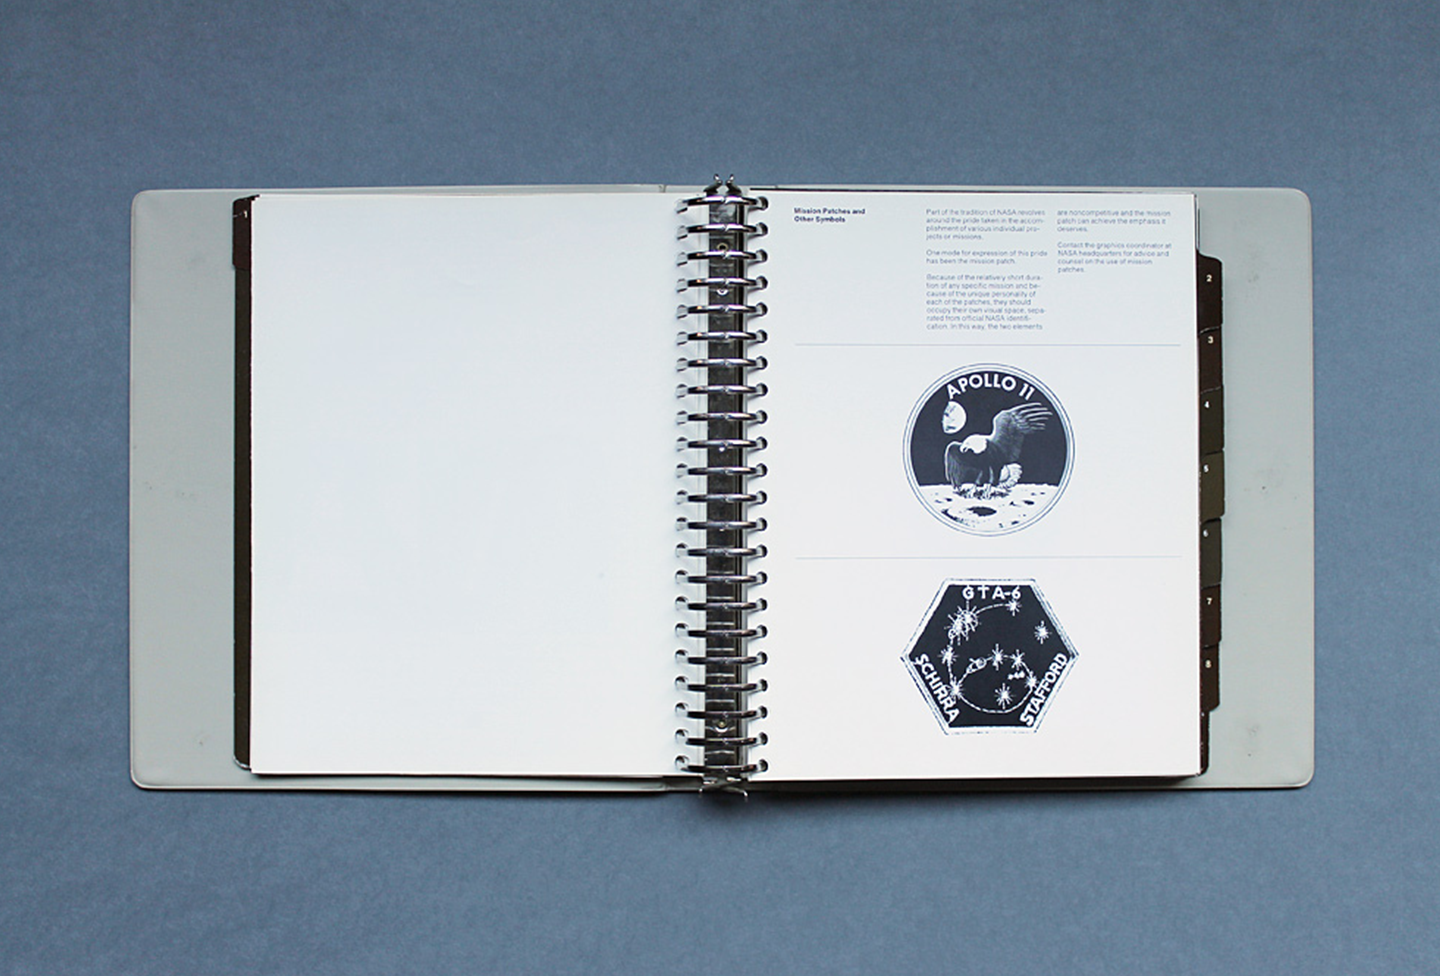 1
Mission Patches and
Other Symbols
Part of the tradition of NASA revolves
around the pride taken in the accom-
plishment of various individual pro-
jects or missions.
One mode for expression of this pride
has been the mission patch.
Because of the relatively short dura-
tion of any specific mission and be-
cause of the unique personality of
each of the patches, they should
occupy their own visual space, sepa-
rated from official NASA identifi-
cation. In this way, the two elements
are noncompetitive and the mission
patch can achieve the emphasis it
deserves.
Contact the graphics coordinator at
NASA headquarters for advice and
counsel on the use of mission
patches.
APOLLO 11
GTA-6
SCHIRRA
STAFFORD
2
3
4
5
6
7
8